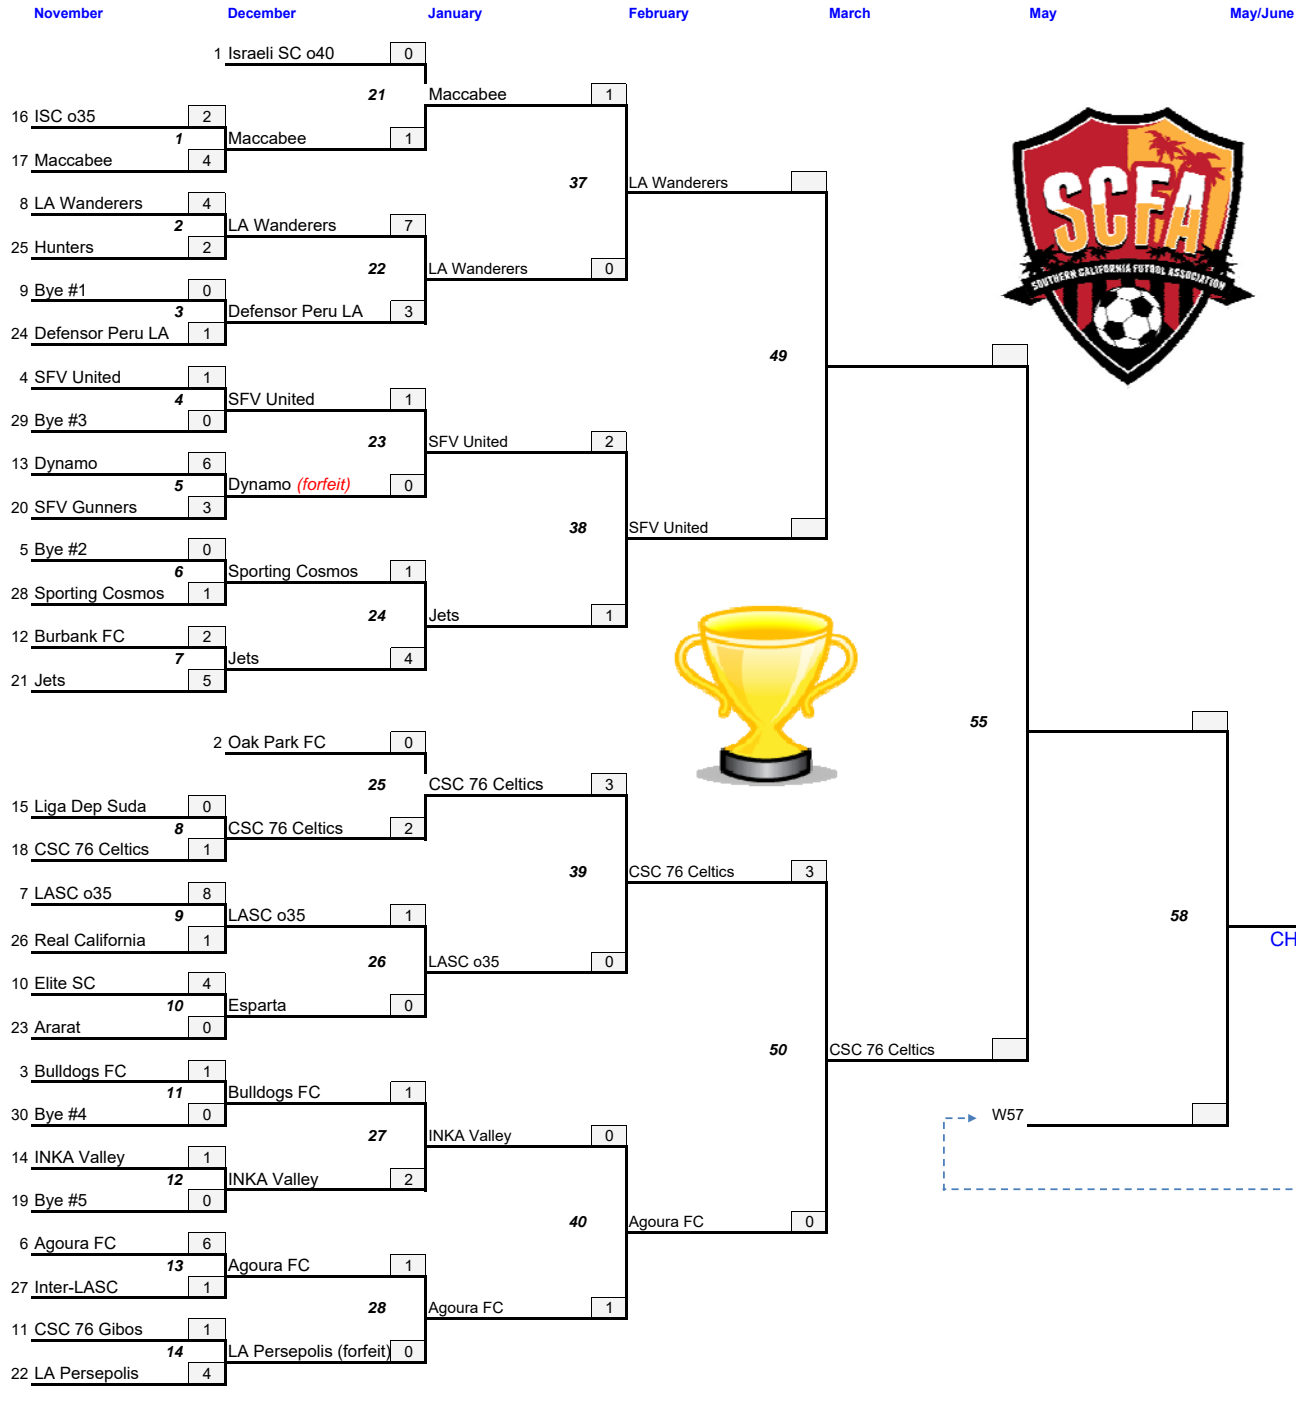 November December January February March May May/June
1 Israeli SC o40 0
21 Maccabee 1
16 ISC o35 2
1 Maccabee 1
17 Maccabee 4
37 LA Wanderers
8 LA Wanderers 4
2 LA Wanderers 7
25 Hunters 2
22 LA Wanderers 0
9 Bye #1 0
3 Defensor Peru LA 3
24 Defensor Peru LA 1
49
4 SFV United 1
4 SFV United 1
29 Bye #3 0
23 SFV United 2
13 Dynamo 6
5 Dynamo (forfeit) 0
20 SFV Gunners 3
38 SFV United
5 Bye #2 0
6 Sporting Cosmos 1
28 Sporting Cosmos 1
24 Jets 1
12 Burbank FC 2
7 Jets 4
21 Jets 5
55
2 Oak Park FC 0
25 CSC 76 Celtics 3
15 Liga Dep Suda 0
8 CSC 76 Celtics 2
18 CSC 76 Celtics 1
39 CSC 76 Celtics 3
7 LASC o35 8
9 LASC o35 1
58
26 Real California 1
CH
26 LASC o35 0
10 Elite SC 4
10 Esparta 0
23 Ararat 0
50 CSC 76 Celtics
3 Bulldogs FC 1
11 Bulldogs FC 1
30 Bye #4 0
W57
27 INKA Valley 0
14 INKA Valley 1
12 INKA Valley 2
19 Bye #5 0
40 Agoura FC 0
6 Agoura FC 6
13 Agoura FC 1
27 Inter-LASC 1
28 Agoura FC 1
11 CSC 76 Gibos 1
14 LA Persepolis (forfeit) 0
22 LA Persepolis 4
SCFA
SOUTHERN CALIFORNIA FUTBOL ASSOCIATION